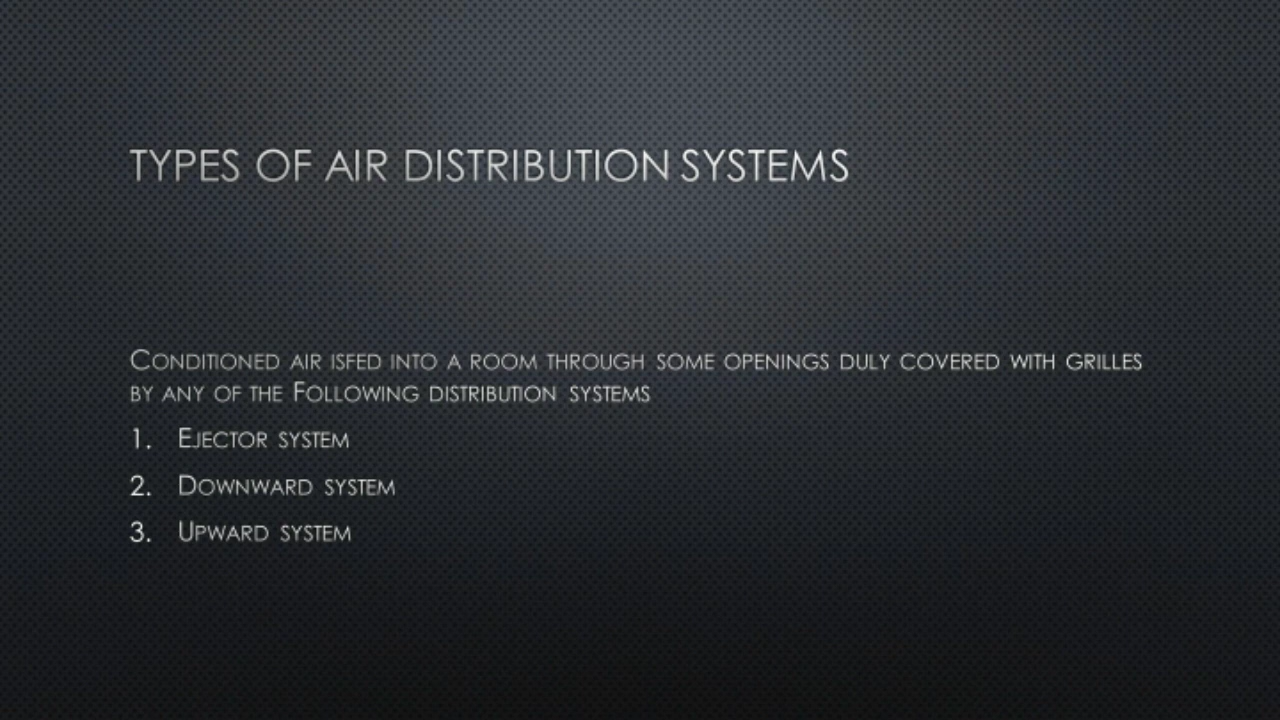 TYPES OF AIR DISTRIBUTION SYSTEMS
CONDITIONED AIR ISFED INTO A ROOM THROUGH SOME OPENINGS DULY COVERED WITH GRILLES
BY ANY OF THE FOLLOWING DISTRIBUTION SYSTEMS
1. EJECTOR SYSTEM
2. DOWNWARD SYSTEM
3. UPWARD SYSTEM